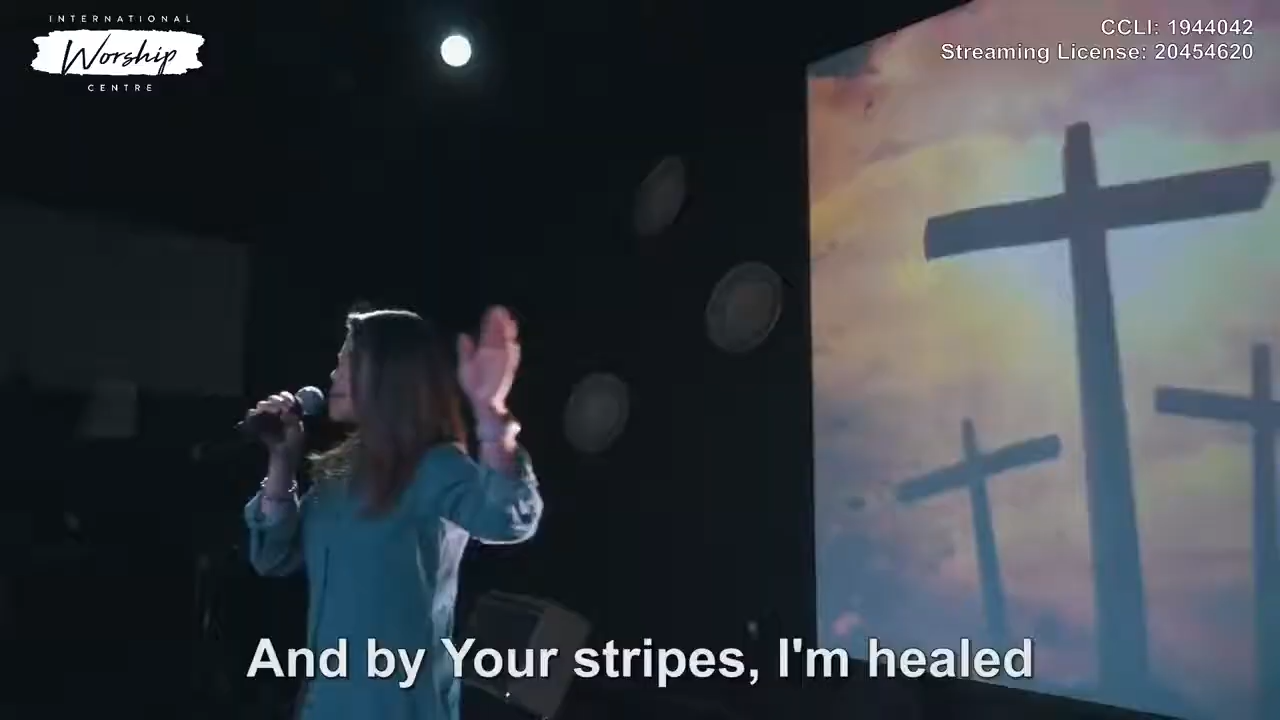 INTERNATIONAL
Worship
CENTRE
CCLI: 1944042
Streaming License: 20454620
And by Your stripes, I'm healed